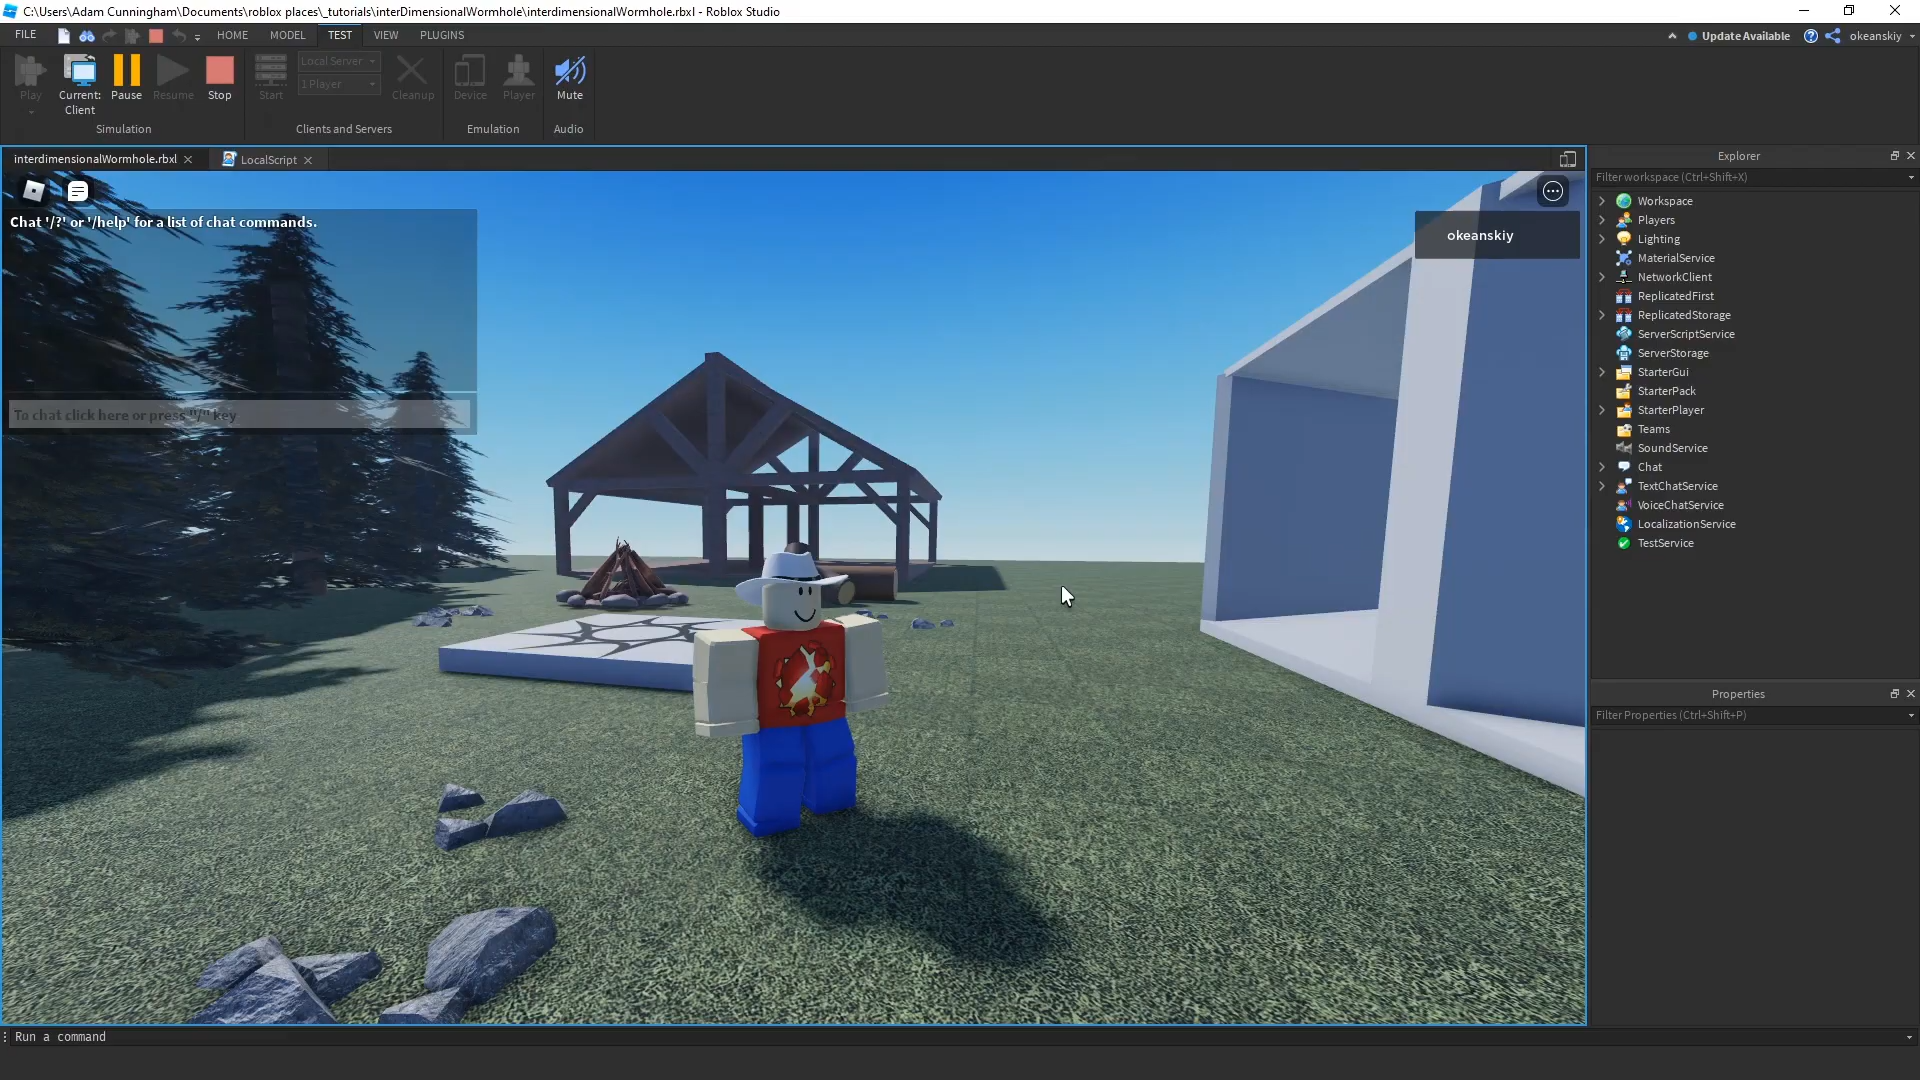 C:\Users\Adam Cunningham\Documents\roblox places\_tutorials\interDimensionalWormhole\interdimensionalWormhole.rbxl - Roblox Studio
FILE HOME MODEL TEST VIEW PLUGINS Update Available okeanskiy
Play Current: Client Pause Resume Stop Start Local Server 1 Player Cleanup Device Player Mute
Simulation Clients and Servers Emulation Audio
interdimensionalWormhole.rbxl LocalScript
Chat '/?' or '/help' for a list of chat commands.
To chat click here or press "/" key
okeanskiy
Explorer
Filter workspace (Ctrl+Shift+X)
Workspace
Players
Lighting
MaterialService
NetworkClient
ReplicatedFirst
ReplicatedStorage
ServerScriptService
ServerStorage
StarterGui
StarterPack
StarterPlayer
Teams
SoundService
Chat
TextChatService
VoiceChatService
LocalizationService
TestService
Properties
Filter Properties (Ctrl+Shift+P)
Run a command